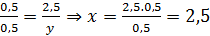 0,5/0,5 = 2,5/y ⇒ x = 2,5.0,5/0,5 = 2,5